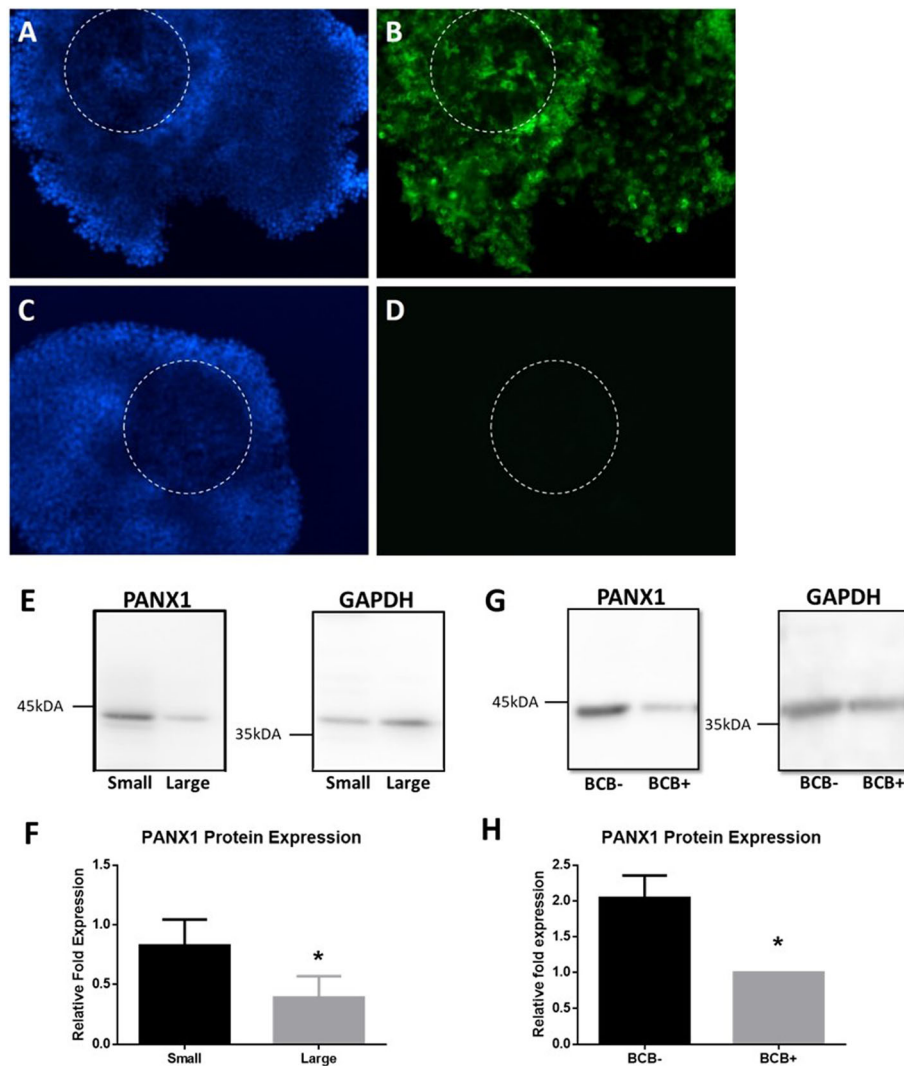 A
B
C
D
E
PANX1
GAPDH
45kDA
35kDA
Small Large
Small Large
G
PANX1
GAPDH
45kDA
35kDA
BCB- BCB+
BCB- BCB+
F
PANX1 Protein Expression
Relative Fold Expression
1.5
1.0
0.5
0.0
*
Small
Large
H
PANX1 Protein Expression
Relative fold expression
2.5
2.0
1.5
1.0
0.5
0.0
*
BCB-
BCB+